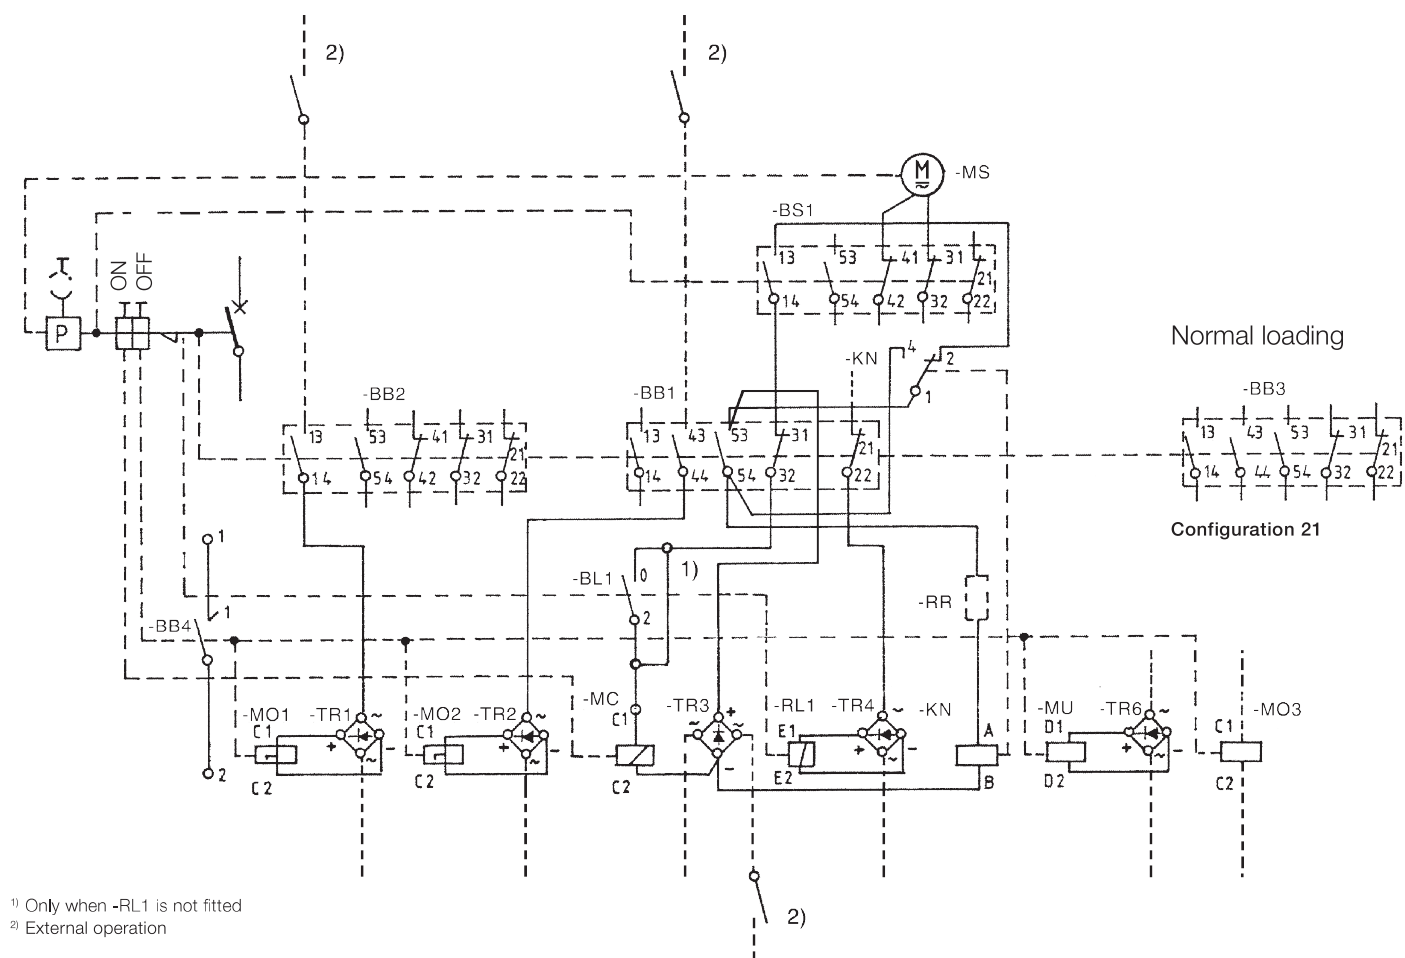 2)
2)
M
-MS
-BS1
13 53 41 31 21
14 54 42 32 22
ON
OFF
P
Normal loading
-KN 4 2
1
-BB2
-BB1
-BB3
13 53 41 31 21
14 54 42 32 22
13 43 53 31 21
14 44 54 32 22
13 43 53 31 21
14 44 54 32 22
Configuration 21
1
1)
-BL1 0
2
-RR
1
-BB4
-MO1 -TR1 ~
C1
+ -
~
C2
-MO2 -TR2 ~
C1
+ -
~
C2
-MC
C1
C2
-TR3 +
~ ~
-
-RL1 -TR4 ~
E1
+ -
~
E2
-KN A
B
-MU -TR6 ~
D1
+ -
~
D2
C1 -MO3
C2
2
2)
1) Only when -RL1 is not fitted
2) External operation